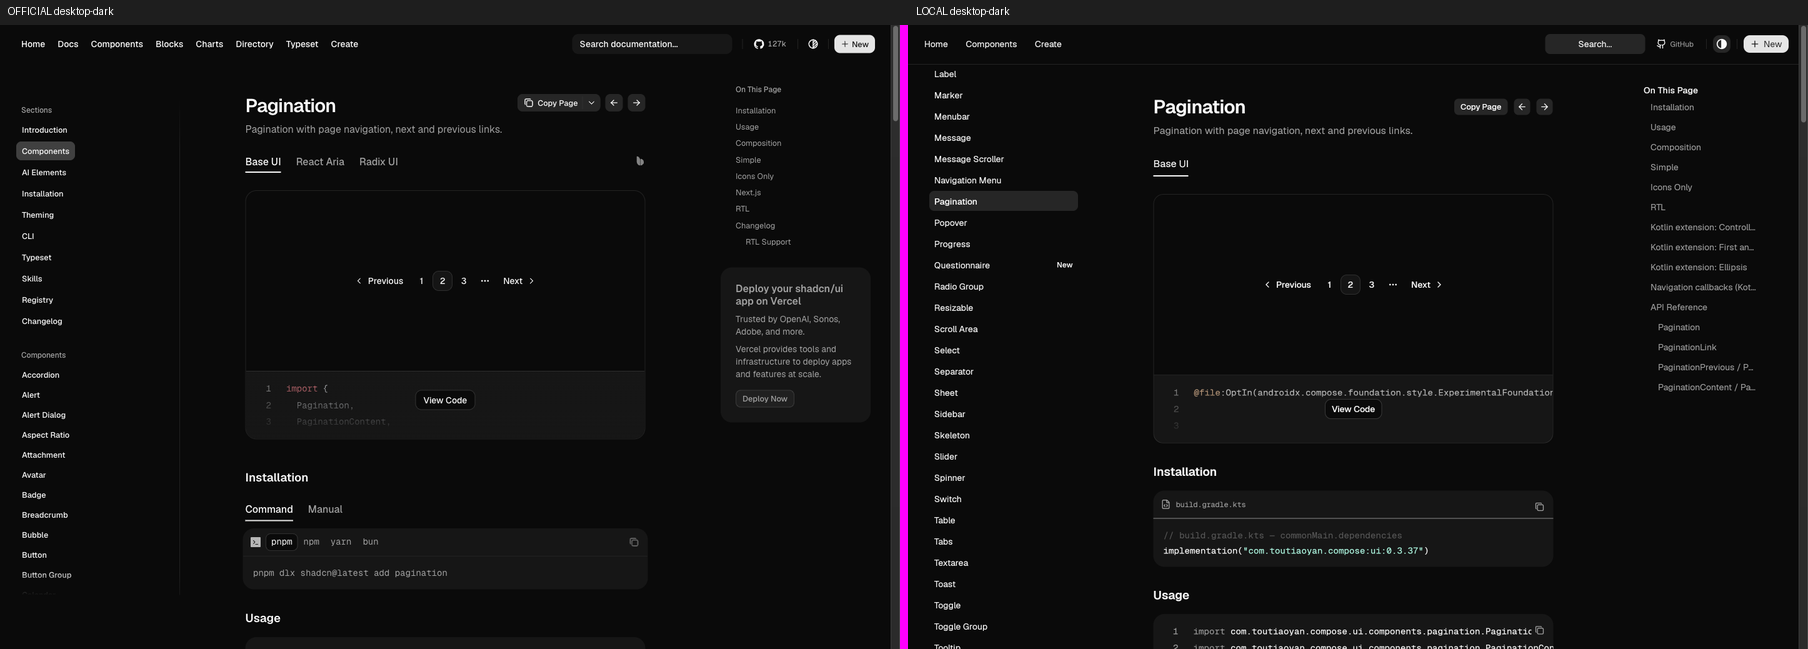 OFFICIAL desktop-dark
Home Docs Components Blocks Charts Directory Typeset Create
Search documentation...
127k
+ New
Sections
Introduction
Components
AI Elements
Installation
Theming
CLI
Typeset
Skills
Registry
Changelog
Components
Accordion
Alert
Alert Dialog
Aspect Ratio
Attachment
Avatar
Badge
Breadcrumb
Bubble
Button
Button Group
Pagination
Copy Page
Pagination with page navigation, next and previous links.
Base UI React Aria Radix UI
Previous 1 2 3 ••• Next
1 import {
2 Pagination,
3 PaginationContent,
View Code
Installation
Command Manual
pnpm npm yarn bun
pnpm dlx shadcn@latest add pagination
Usage
On This Page
Installation
Usage
Composition
Simple
Icons Only
Next.js
RTL
Changelog
RTL Support
Deploy your shadcn/ui
app on Vercel
Trusted by OpenAI, Sonos,
Adobe, and more.
Vercel provides tools and
infrastructure to deploy apps
and features at scale.
Deploy Now
LOCAL desktop-dark
Home Components Create
Search...
GitHub
+ New
Label
Marker
Menubar
Message
Message Scroller
Navigation Menu
Pagination
Popover
Progress
Questionnaire New
Radio Group
Resizable
Scroll Area
Select
Separator
Sheet
Sidebar
Skeleton
Slider
Spinner
Switch
Table
Tabs
Textarea
Toast
Toggle
Toggle Group
Tooltip
Pagination
Copy Page
Pagination with page navigation, next and previous links.
Base UI
Previous 1 2 3 ••• Next
1 @file:OptIn(androidx.compose.foundation.style.ExperimentalFoundation
2
3
View Code
Installation
build.gradle.kts
// build.gradle.kts — commonMain.dependencies
implementation("com.toutiaoyan.compose:ui:0.3.37")
Usage
1 import com.toutiaoyan.compose.ui.components.pagination.Paginatio
2 import com.toutiaoyan.compose.ui.components.pagination.PaginationCon
On This Page
Installation
Usage
Composition
Simple
Icons Only
RTL
Kotlin extension: Controll...
Kotlin extension: First an...
Kotlin extension: Ellipsis
Navigation callbacks (Kot...
API Reference
Pagination
PaginationLink
PaginationPrevious / P...
PaginationContent / Pa...